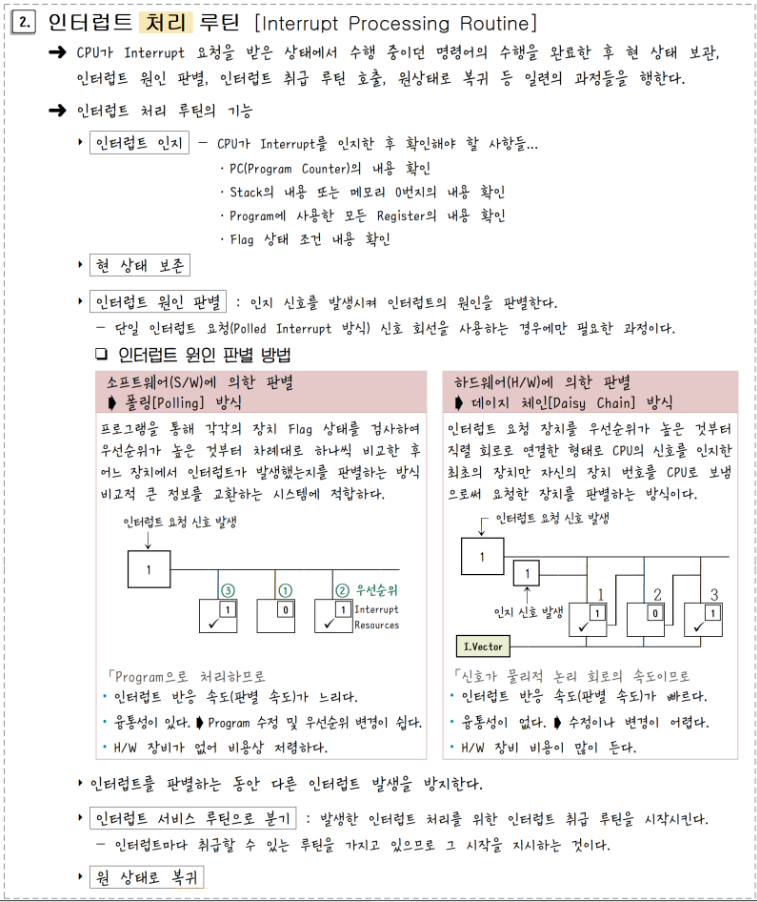 2. 인터럽트 처리 루틴 [Interrupt Processing Routine]
➔ CPU가 Interrupt 요청을 받은 상태에서 수행 중이던 명령어의 수행을 완료한 후 현 상태 보관,
인터럽트 원인 판별, 인터럽트 취급 루틴 호출, 원상태로 복귀 등 일련의 과정들을 행한다.
➔ 인터럽트 처리 루틴의 기능
‣ 인터럽트 인지 - CPU가 Interrupt를 인지한 후 확인해야 할 사항들...
· PC(Program Counter)의 내용 확인
· Stack의 내용 또는 메모리 0번지의 내용 확인
· Program에 사용한 모든 Register의 내용 확인
· Flag 상태 조건 내용 확인
‣ 현 상태 보존
‣ 인터럽트 원인 판별 : 인지 신호를 발생시켜 인터럽트의 원인을 판별한다.
- 단일 인터럽트 요청(Polled Interrupt 방식) 신호 회선을 사용하는 경우에만 필요한 과정이다.
❑ 인터럽트 원인 판별 방법
소프트웨어(S/W)에 의한 판별
➧ 폴링[Polling] 방식
프로그램을 통해 각각의 장치 Flag 상태를 검사하여
우선순위가 높은 것부터 차례대로 하나씩 비교한 후
어느 장치에서 인터럽트가 발생했는지를 판별하는 방식
비교적 큰 정보를 교환하는 시스템에 적합하다.
인터럽트 요청 신호 발생
1
③ ① ② 우선순위
1 0 1 Interrupt
✓ ✓ Resources
「Program으로 처리하므로
· 인터럽트 반응 속도(판별 속도)가 느리다.
· 융통성이 있다. ➧ Program 수정 및 우선순위 변경이 쉽다.
· H/W 장비가 없어 비용상 저렴하다.
하드웨어(H/W)에 의한 판별
➧ 데이지 체인[Daisy Chain] 방식
인터럽트 요청 장치를 우선순위가 높은 것부터
직렬 회로로 연결한 형태로 CPU의 신호를 인지한
최초의 장치만 자신의 장치 번호를 CPU로 보냄
으로써 요청한 장치를 판별하는 방식이다.
인터럽트 요청 신호 발생
1
1
1 2 3
인지 신호 발생 1 0 1
✓ ✓
I.Vector
「신호가 물리적 논리 회로의 속도이므로
· 인터럽트 반응 속도(판별 속도)가 빠르다.
· 융통성이 없다. ➧ 수정이나 변경이 어렵다.
· H/W 장비 비용이 많이 든다.
‣ 인터럽트를 판별하는 동안 다른 인터럽트 발생을 방지한다.
‣ 인터럽트 서비스 루틴으로 분기 : 발생한 인터럽트 처리를 위한 인터럽트 취급 루틴을 시작시킨다.
- 인터럽트마다 취급할 수 있는 루틴을 가지고 있으므로 그 시작을 지시하는 것이다.
‣ 원 상태로 복귀